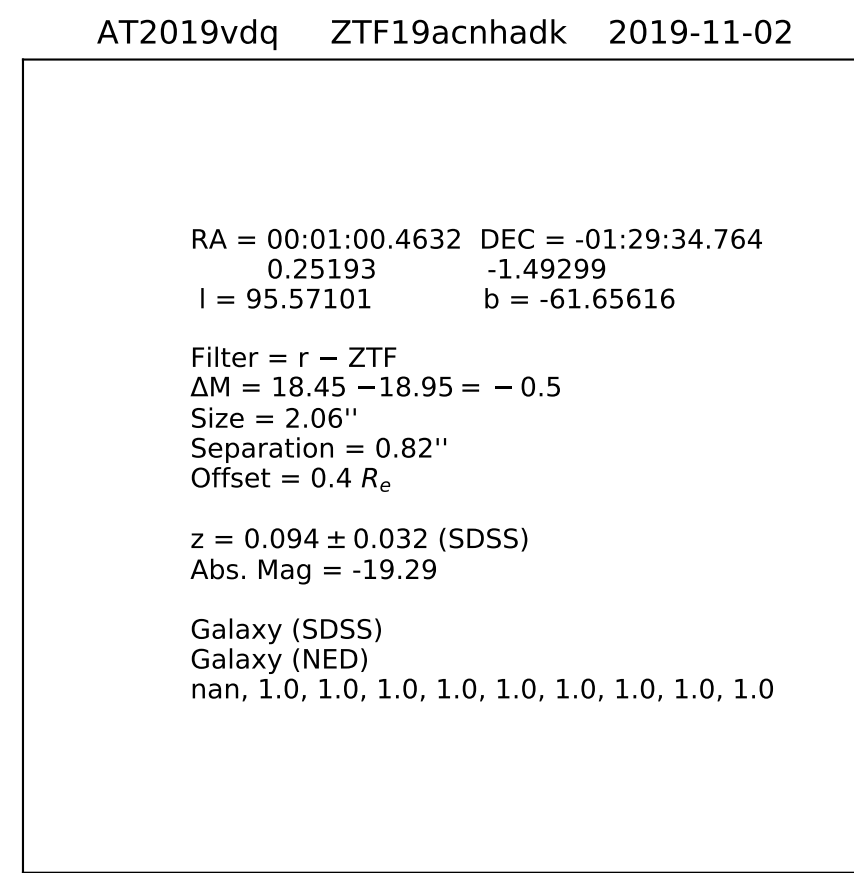 AT2019vdq ZTF19acnhadk 2019-11-02
RA = 00:01:00.4632 DEC = -01:29:34.764
0.25193 -1.49299
l = 95.57101 b = -61.65616
Filter = r − ZTF
ΔM = 18.45 −18.95 = − 0.5
Size = 2.06''
Separation = 0.82''
Offset = 0.4 Rₑ
z = 0.094 ± 0.032 (SDSS)
Abs. Mag = -19.29
Galaxy (SDSS)
Galaxy (NED)
nan, 1.0, 1.0, 1.0, 1.0, 1.0, 1.0, 1.0, 1.0, 1.0